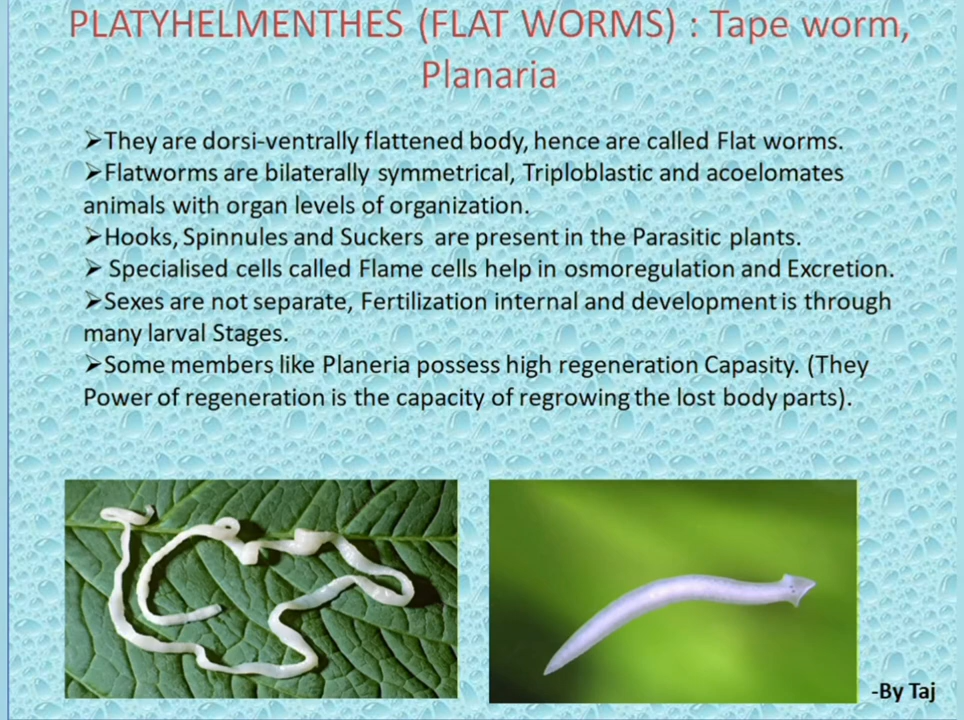 PLATYHELMENTHES (FLAT WORMS) : Tape worm,
Planaria
➢They are dorsi-ventrally flattened body, hence are called Flat worms.
➢Flatworms are bilaterally symmetrical, Triploblastic and acoelomates
animals with organ levels of organization.
➢Hooks, Spinnules and Suckers are present in the Parasitic plants.
➢ Specialised cells called Flame cells help in osmoregulation and Excretion.
➢Sexes are not separate, Fertilization internal and development is through
many larval Stages.
➢Some members like Planeria possess high regeneration Capasity. (They
Power of regeneration is the capacity of regrowing the lost body parts).
-By Taj